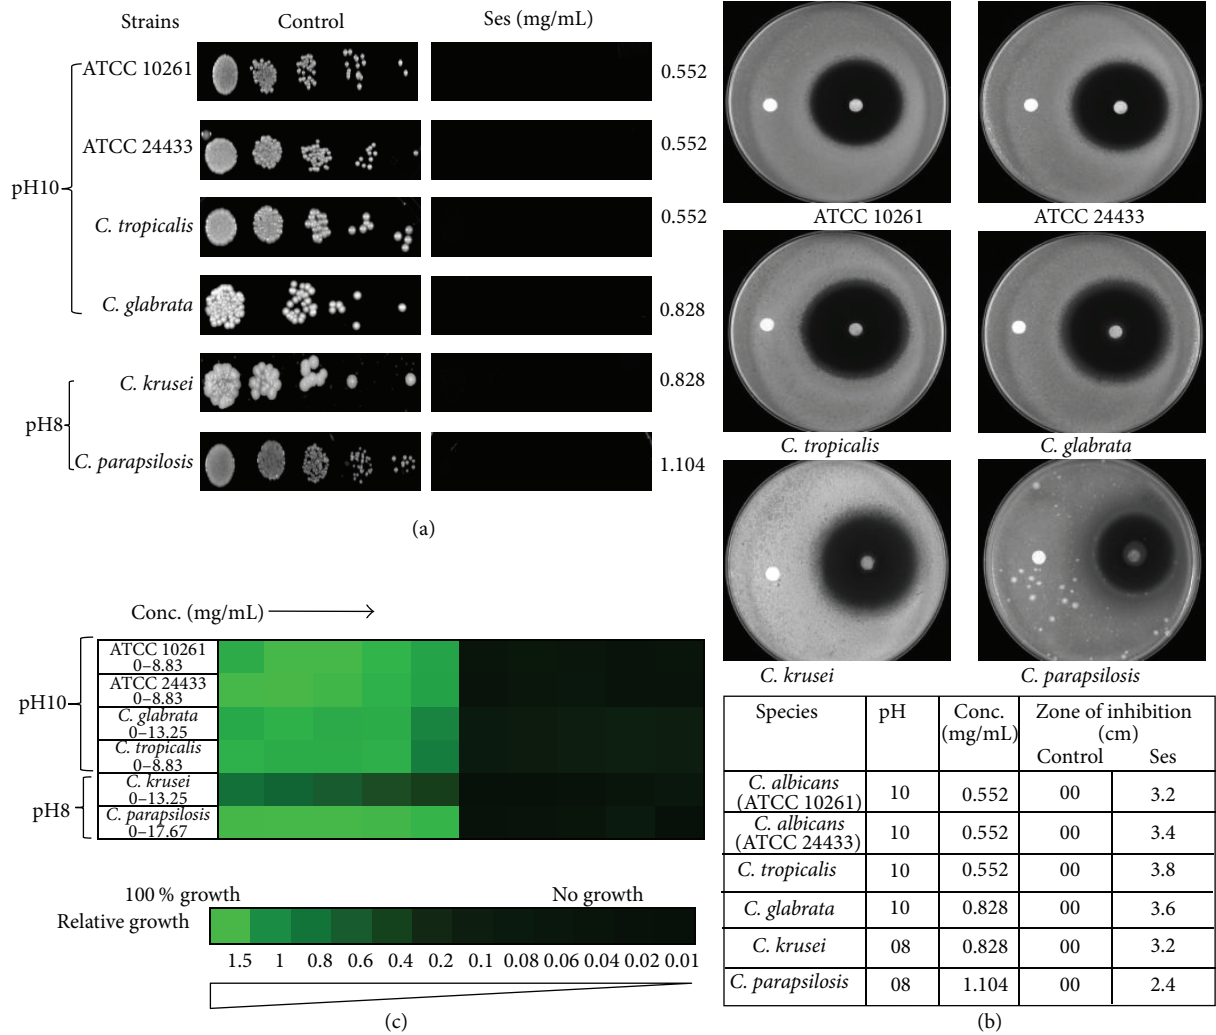 Strains Control Ses (mg/mL)
pH10
ATCC 10261 0.552
ATCC 24433 0.552
C. tropicalis 0.552
C. glabrata 0.828
pH8
C. krusei 0.828
C. parapsilosis 1.104
(a)
ATCC 10261 ATCC 24433
C. tropicalis C. glabrata
C. krusei C. parapsilosis
Species pH Conc. (mg/mL) Zone of inhibition (cm)
Control Ses
C. albicans (ATCC 10261) 10 0.552 00 3.2
C. albicans (ATCC 24433) 10 0.552 00 3.4
C. tropicalis 10 0.552 00 3.8
C. glabrata 10 0.828 00 3.6
C. krusei 08 0.828 00 3.2
C. parapsilosis 08 1.104 00 2.4
(b)
Conc. (mg/mL)
pH10
ATCC 10261
0–8.83
ATCC 24433
0–8.83
C. glabrata
0–13.25
C. tropicalis
0–8.83
pH8
C. krusei
0–13.25
C. parapsilosis
0–17.67
100 % growth No growth
Relative growth
1.5 1 0.8 0.6 0.4 0.2 0.1 0.08 0.06 0.04 0.02 0.01
(c)